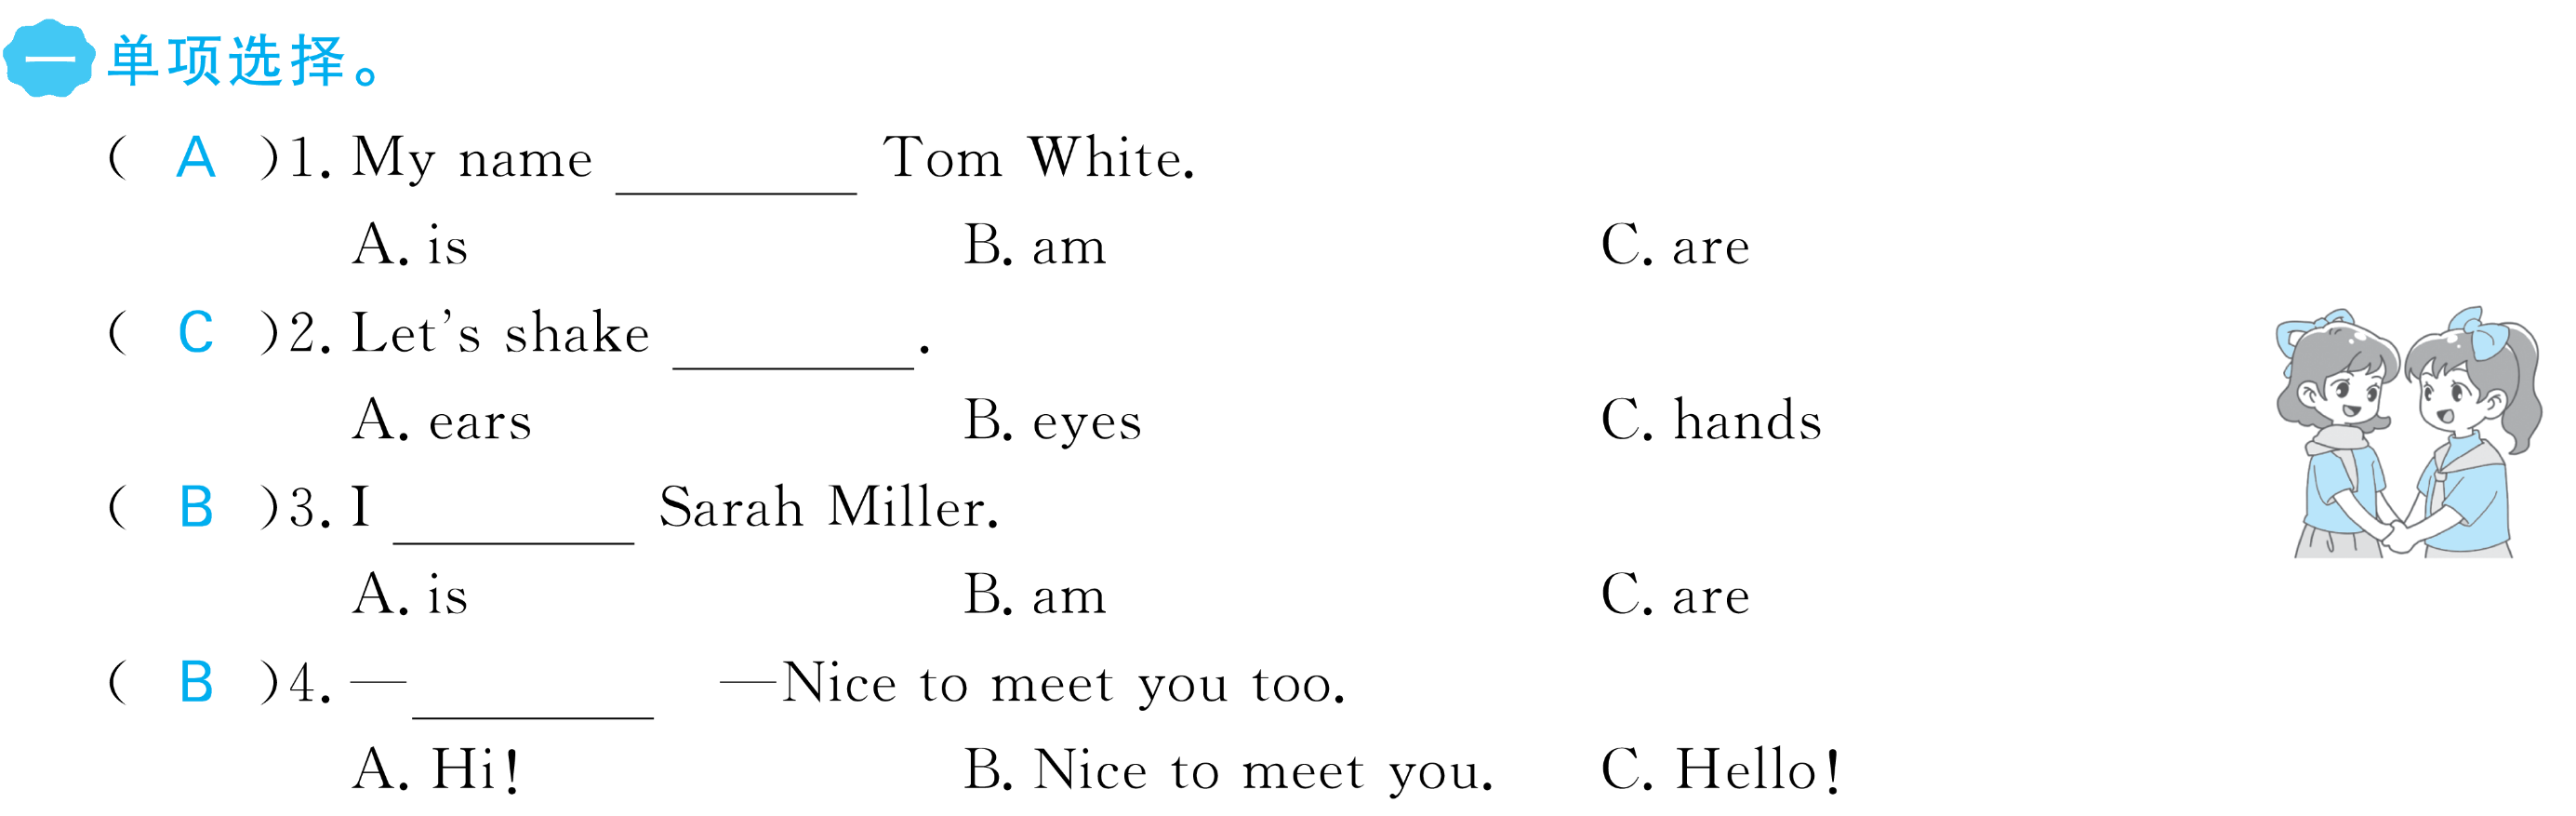 一 单项选择。
( A )1. My name ________ Tom White.
A. is B. am C. are
( C )2. Let's shake ________.
A. ears B. eyes C. hands
( B )3. I ________ Sarah Miller.
A. is B. am C. are
( B )4. —________ —Nice to meet you too.
A. Hi! B. Nice to meet you. C. Hello!